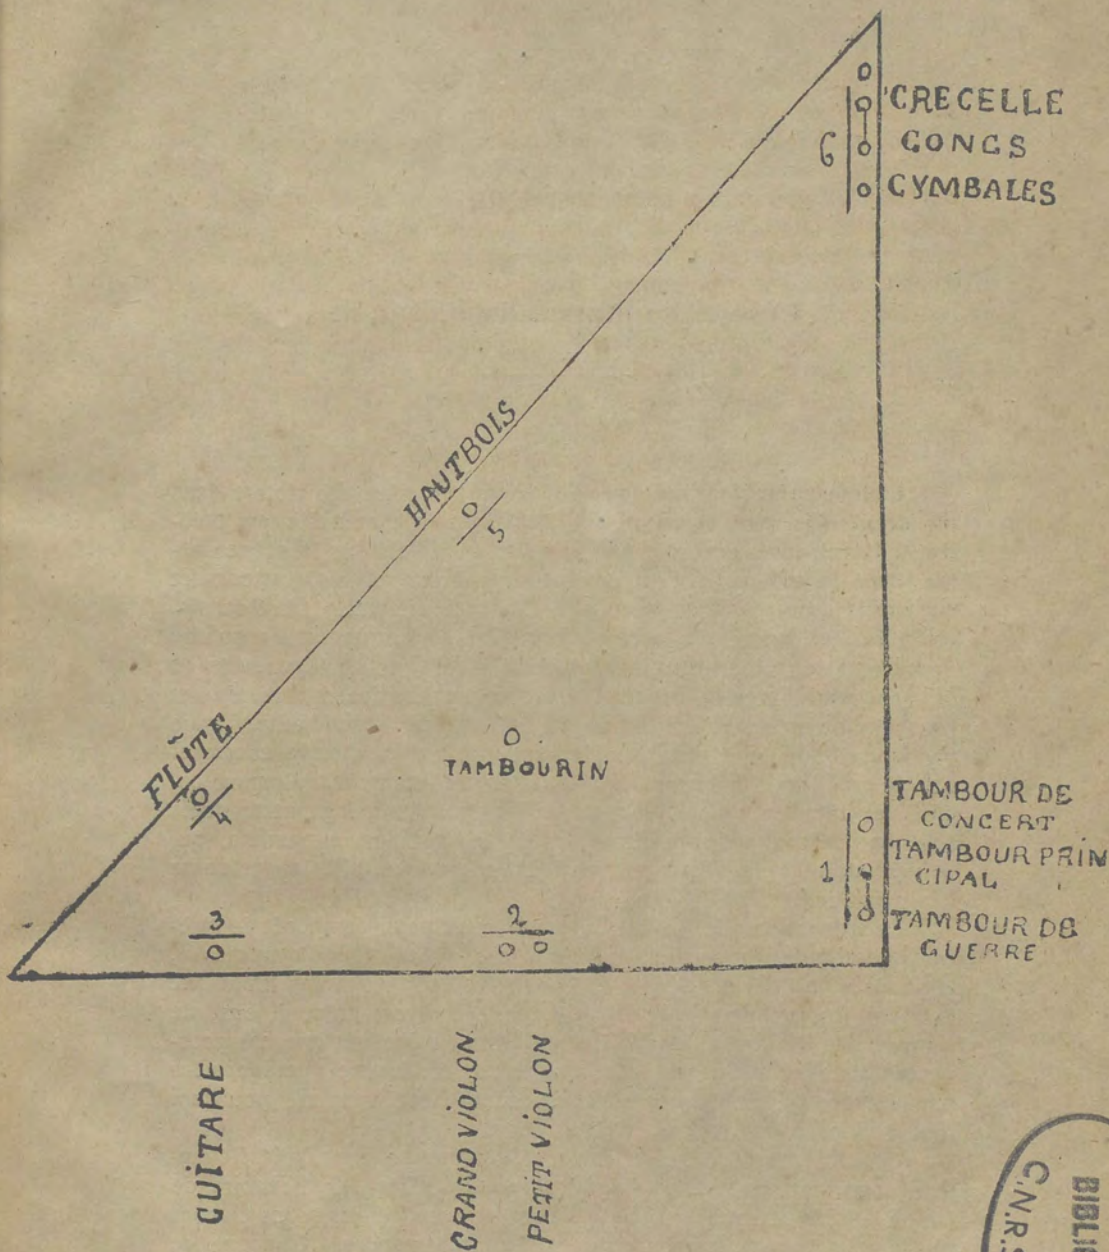 CRECELLE
6
GONGS
CYMBALES
HAUTBOIS
5
FLÛTE
4
TAMBOURIN
TAMBOUR DE
CONCERT
1
TAMBOUR PRIN
CIPAL
TAMBOUR DE
GUERRE
3
2
GUITARE
GRAND VIOLON
PETIT VIOLON
C.N.R.